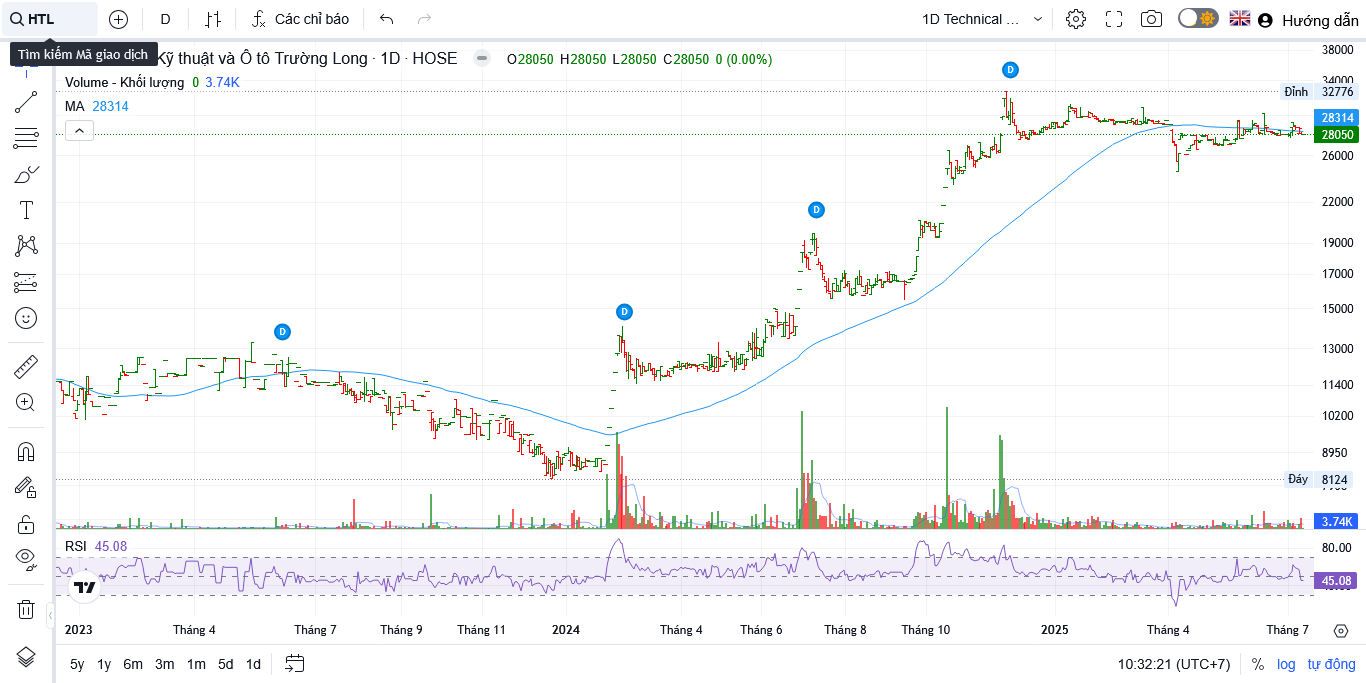 HTL
D
Các chỉ báo
1D Technical ...
Hướng dẫn
Tìm kiếm Mã giao dịch
Kỹ thuật và Ô tô Trường Long · 1D · HOSE
O28050 H28050 L28050 C28050 0 (0.00%)
Volume - Khối lượng 0 3.74K
MA 28314
38000
34000
Đỉnh 32776
28314
28050
26000
22000
19000
17000
15000
13000
11400
10200
8950
Đáy 8124
3.74K
D
D
D
D
RSI 45.08
80.00
45.08
2023
Tháng 4
Tháng 7
Tháng 9
Tháng 11
2024
Tháng 4
Tháng 6
Tháng 8
Tháng 10
2025
Tháng 4
Tháng 7
5y 1y 6m 3m 1m 5d 1d
10:32:21 (UTC+7)
% log tự động